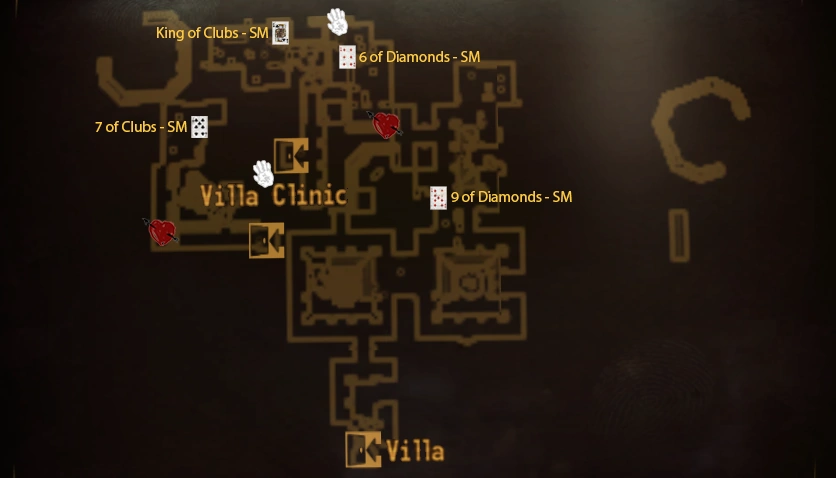 King of Clubs - SM
6 of Diamonds - SM
7 of Clubs - SM
Villa Clinic
9 of Diamonds - SM
Villa